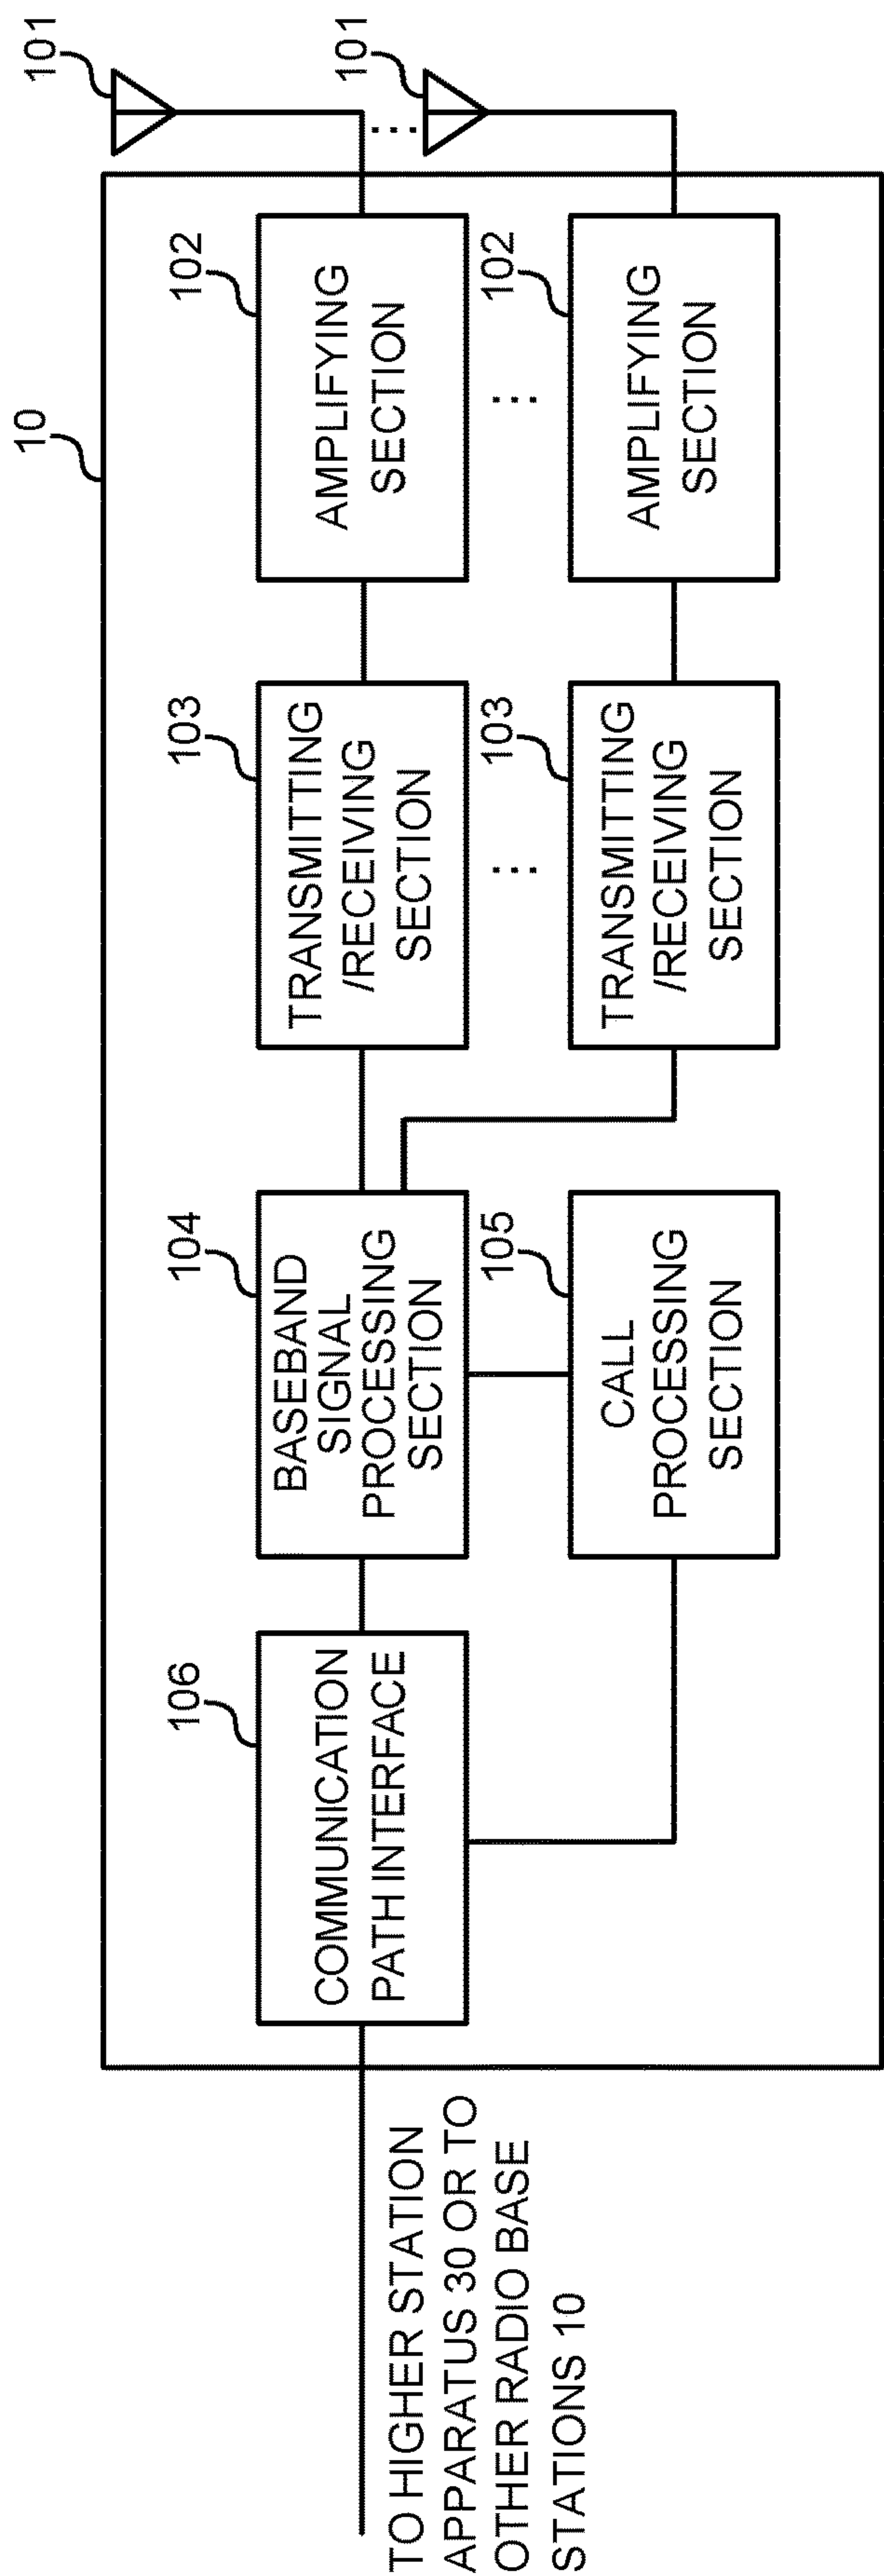 10
101
101
102
AMPLIFYING
SECTION
102
AMPLIFYING
SECTION
103
TRANSMITTING
/RECEIVING
SECTION
103
TRANSMITTING
/RECEIVING
SECTION
104
BASEBAND
SIGNAL
PROCESSING
SECTION
105
CALL
PROCESSING
SECTION
106
COMMUNICATION
PATH INTERFACE
TO HIGHER STATION
APPARATUS 30 OR TO
OTHER RADIO BASE
STATIONS 10